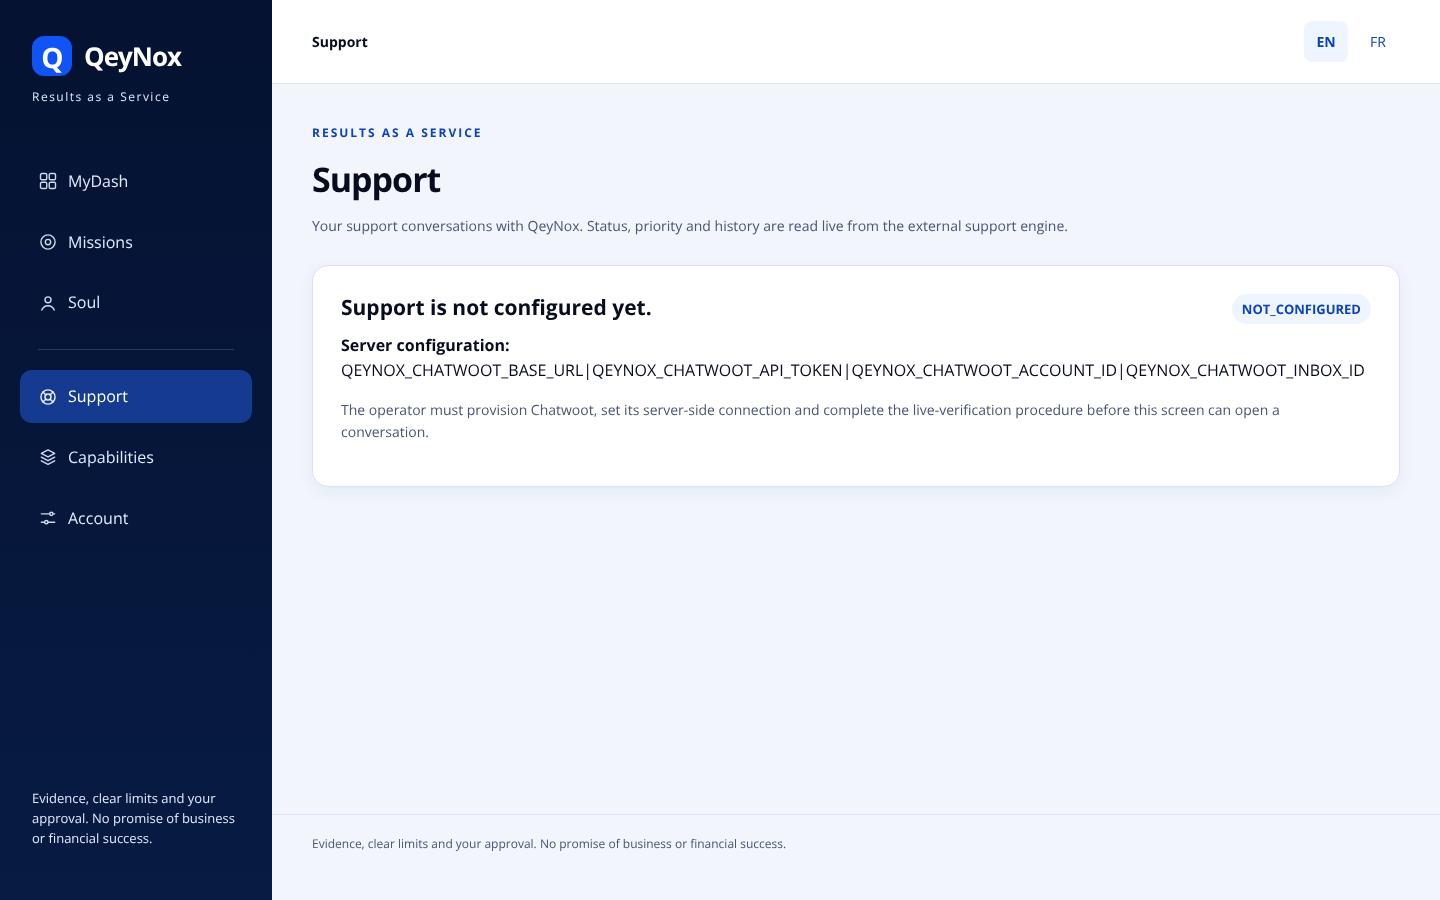 Q QeyNox
Results as a Service
MyDash
Missions
Soul
Support
Capabilities
Account
Evidence, clear limits and your
approval. No promise of business
or financial success.
Support
EN
FR
RESULTS AS A SERVICE
Support
Your support conversations with QeyNox. Status, priority and history are read live from the external support engine.
Support is not configured yet.
NOT_CONFIGURED
Server configuration:
QEYNOX_CHATWOOT_BASE_URL|QEYNOX_CHATWOOT_API_TOKEN|QEYNOX_CHATWOOT_ACCOUNT_ID|QEYNOX_CHATWOOT_INBOX_ID
The operator must provision Chatwoot, set its server-side connection and complete the live-verification procedure before this screen can open a
conversation.
Evidence, clear limits and your approval. No promise of business or financial success.